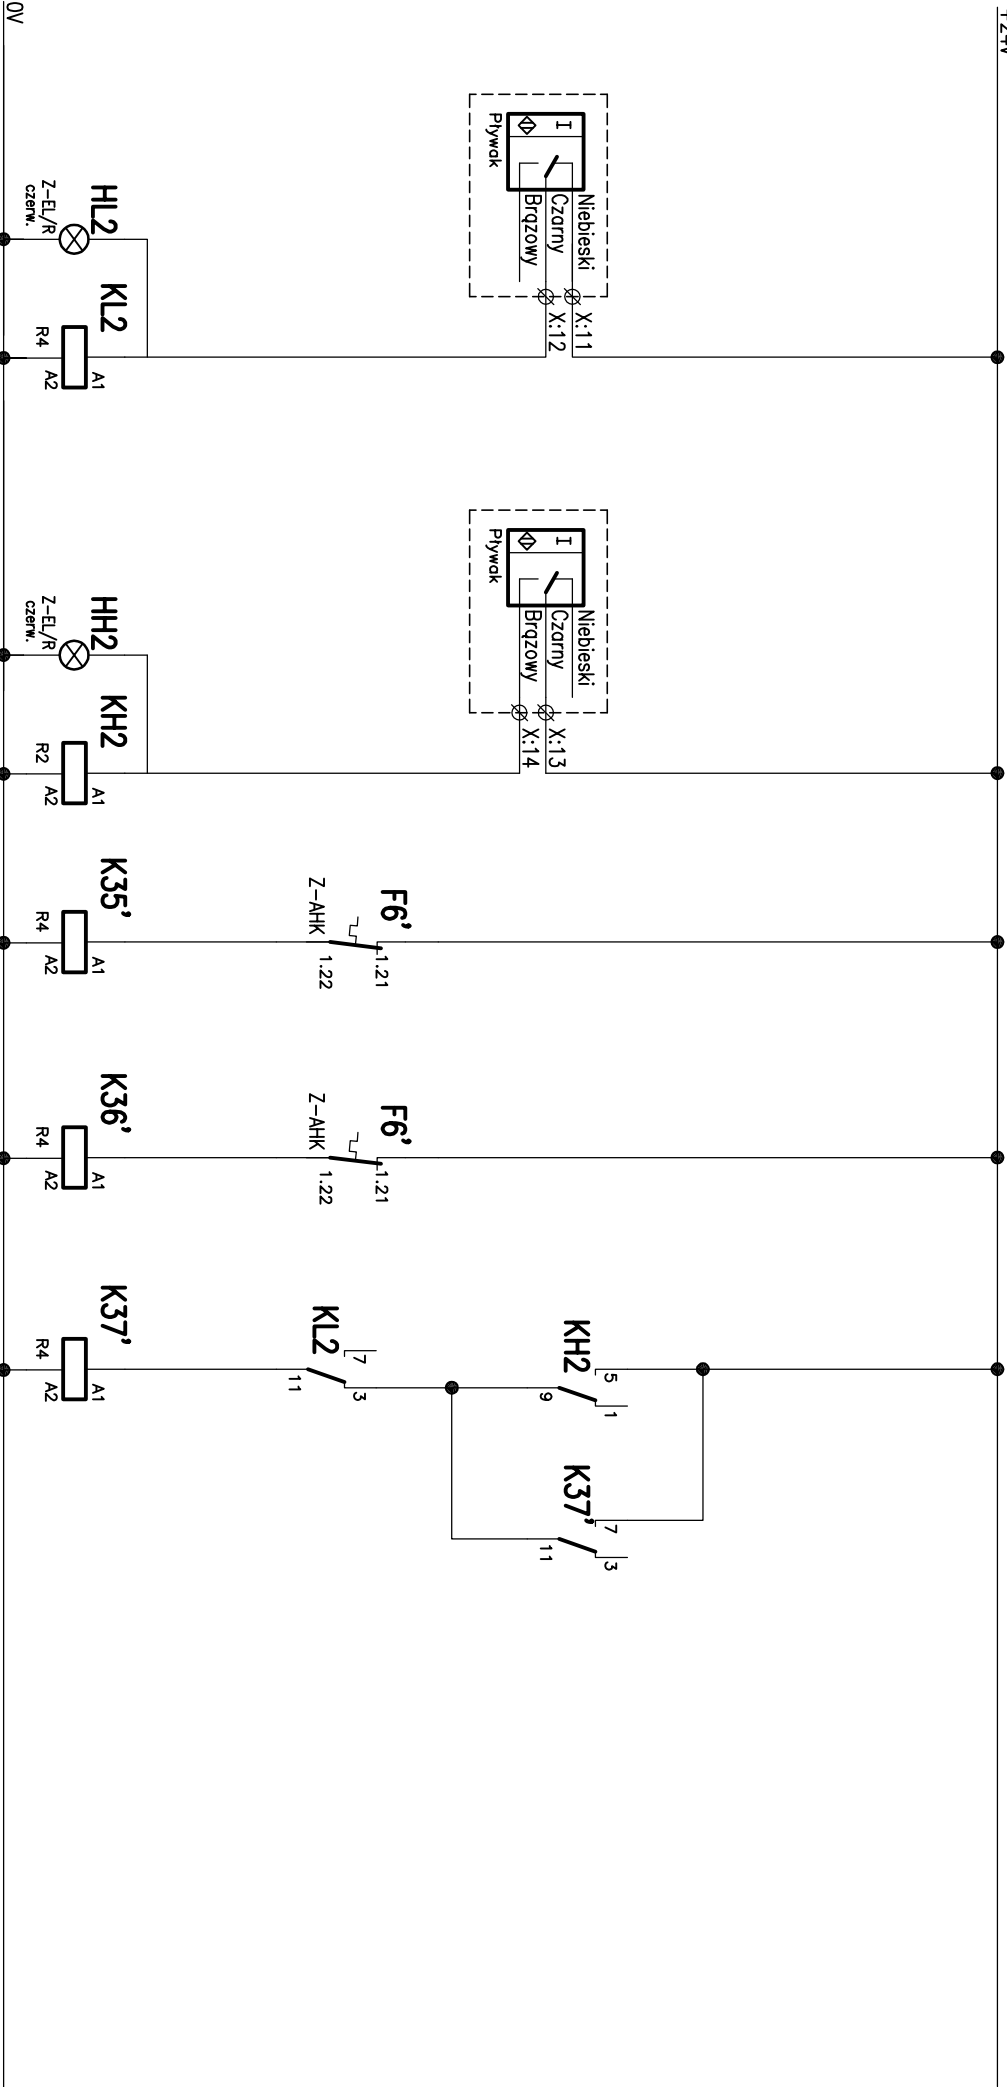 +24V
0V
I
Pływak
Niebieski
Czarny
Brązowy
X:11
X:12
HL2
Z-EL/R
czerw.
KL2
R4
A1
A2
I
Pływak
Niebieski
Czarny
Brązowy
X:13
X:14
HH2
Z-EL/R
czerw.
KH2
R2
A1
A2
F6'
Z-AHK
1.21
1.22
K35'
R4
A1
A2
F6'
Z-AHK
1.21
1.22
K36'
R4
A1
A2
KH2
5
1
9
K37'
7
3
11
KL2
7
3
11
K37'
R4
A1
A2